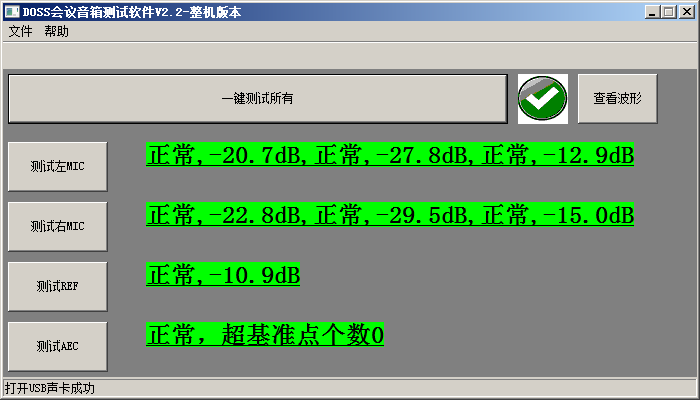 DOSS会议音箱测试软件V2.2-整机版本
文件 帮助
一键测试所有 查看波形
测试左MIC 正常,-20.7dB,正常,-27.8dB,正常,-12.9dB
测试右MIC 正常,-22.8dB,正常,-29.5dB,正常,-15.0dB
测试REF 正常,-10.9dB
测试AEC 正常，超基准点个数0
打开USB声卡成功